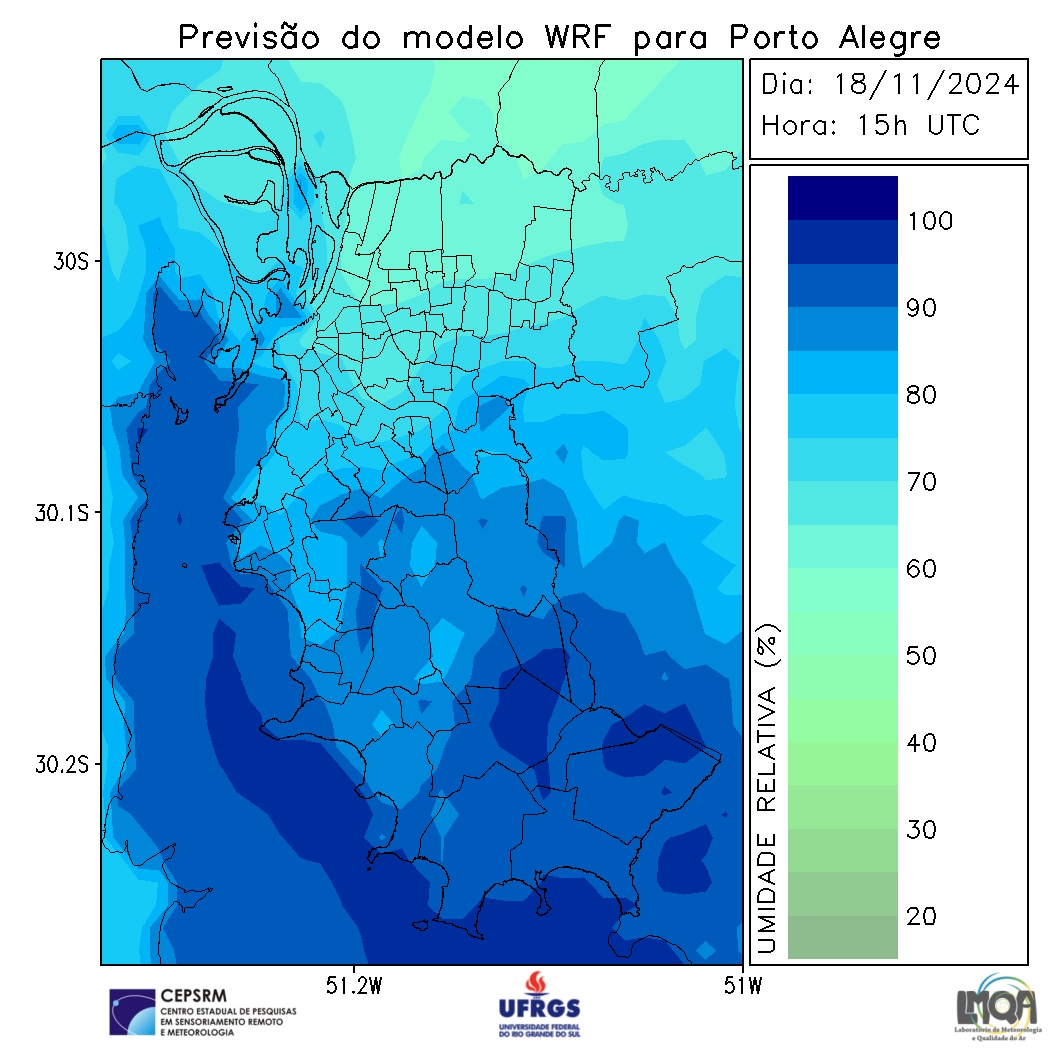 Previsão do modelo WRF para Porto Alegre
Dia: 18/11/2024
Hora: 15h UTC
30S
30.1S
30.2S
51.2W
51W
100
90
80
70
60
50
40
30
20
UMIDADE RELATIVA (%)
CEPSRM
CENTRO ESTADUAL DE PESQUISAS
EM SENSORIAMENTO REMOTO
E METEOROLOGIA
UFRGS
UNIVERSIDADE FEDERAL
DO RIO GRANDE DO SUL
LMQA
Laboratório de Meteorologia
e Qualidade do Ar